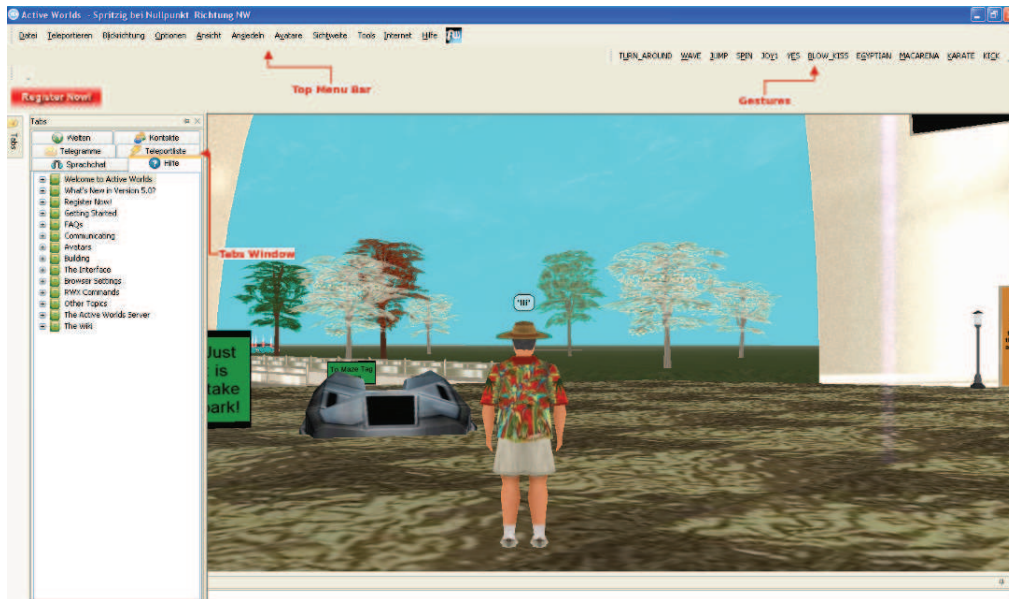 Active Worlds - Spritzig bei Nullpunkt Richtung NW
Datei Teleportieren Blickrichtung Optionen Ansicht Angiedeln Avatare Sichtweite Tools Internet Hilfe
TURN_AROUND WAVE JUMP SPIN JOY1 YES BLOW_KISS EGYPTIAN MACARENA KARATE KICK
Top Menu Bar
Gestures
Register Now!
Tabs
Tabs
Welten Kontakte
Telegramme Teleportliste
Sprachchat Hilfe
Welcome to Active Worlds
What's New in Version 5.0?
Register Now!
Getting Started
FAQs
Communicating
Avatars
Building
The Interface
Browser Settings
RWX Commands
Other Topics
The Active Worlds Server
The Wiki
Tabs Window
Just
is
take
park!
Tp Maze Tag